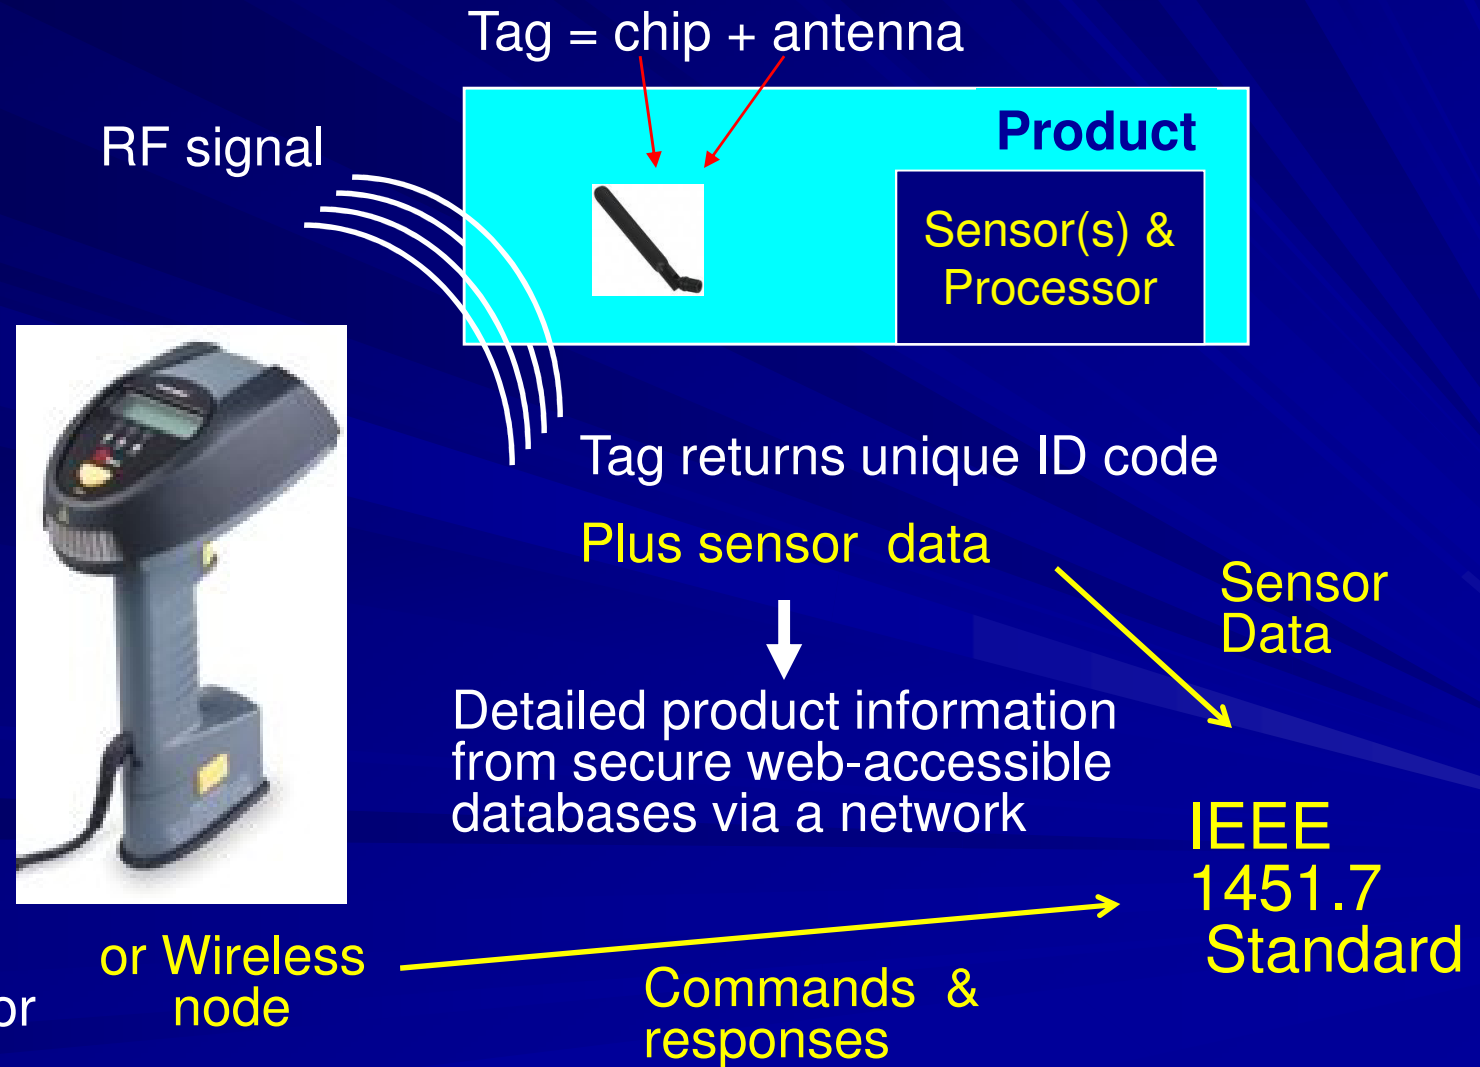 Tag = chip + antenna
RF signal
Product
Sensor(s) &
Processor
Tag returns unique ID code
Plus sensor data
Sensor
Data
Detailed product information
from secure web-accessible
databases via a network
IEEE
1451.7
Standard
or Wireless
node
or
Commands &
responses